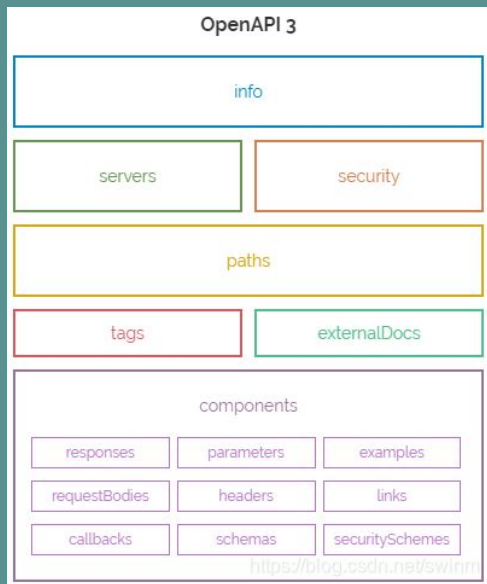 OpenAPI 3
info
servers security
paths
tags externalDocs
components
responses parameters examples
requestBodies headers links
callbacks schemas securitySchemes
https://blog.csdn.net/swinm